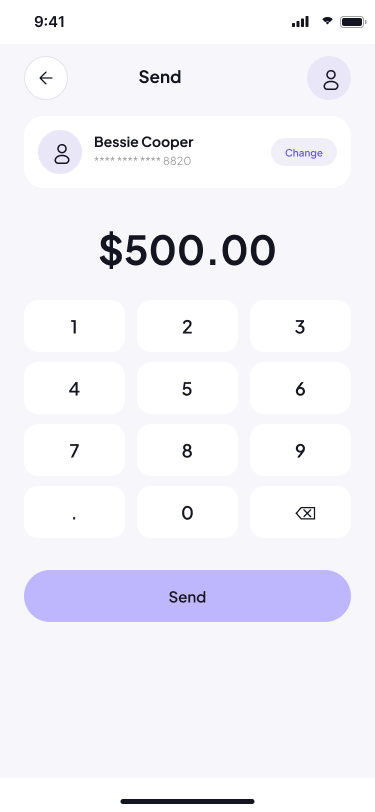 9:41
Send
Bessie Cooper
**** **** **** 8820
Change
$500.00
1 2 3
4 5 6
7 8 9
. 0
Send